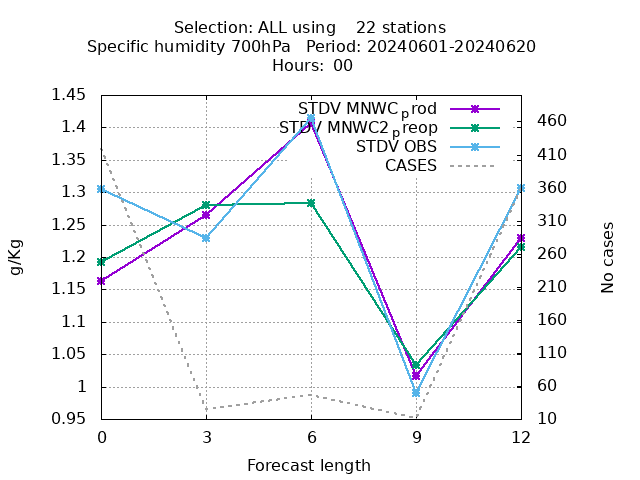 Selection: ALL using    22 stations
Specific humidity 700hPa   Period: 20240601-20240620
Hours:  00
STDV MNWC_prod
STDV MNWC2_preop
STDV OBS
CASES
1.45
1.4
1.35
1.3
1.25
1.2
1.15
1.1
1.05
1
0.95
g/Kg
460
410
360
310
260
210
160
110
60
10
No cases
0 3 6 9 12
Forecast length